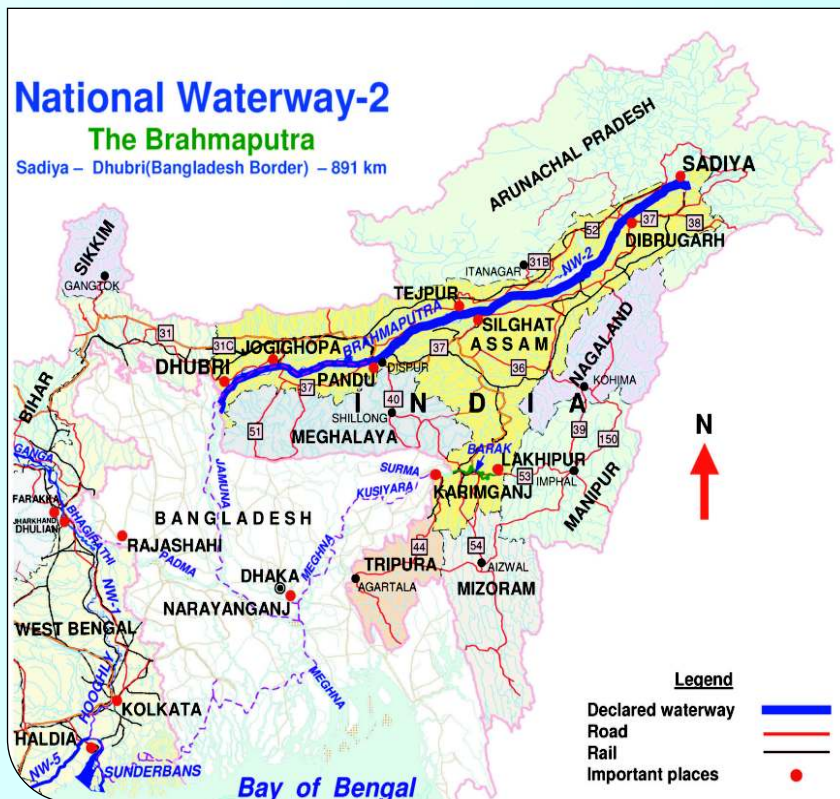 National Waterway-2
The Brahmaputra
Sadiya – Dhubri(Bangladesh Border) – 891 km
ARUNACHAL PRADESH
SADIYA
37
38
52
DIBRUGARH
SIKKIM
GANGTOK
ITANAGAR
31B
NW-2
TEJPUR
BRAHMAPUTRA
SILGHAT
ASSAM
NAGALAND
31
31C
JOGIGHOPA
DHUBRI
DISPUR
37
PANDU
37
36
KOHIMA
BIHAR
INDIA
SHILLONG
40
51
MEGHALAYA
39
150
N
BARAK
LAKHIPUR
SURMA
53
IMPHAL
KARIMGANJ
KUSIYARA
MANIPUR
GANGA
JAMUNA
FARAKKA
JHARKHAND
DHULIAN
BHAGIRATHI
BANGLADESH
RAJASHAHI
PADMA
MEGHNA
44
54
TRIPURA
AIZWAL
DHAKA
AGARTALA
MIZORAM
NARAYANGANJ
NW-1
WEST BENGAL
MEGHNA
HOOGHLY
KOLKATA
HALDIA
NW-5
SUNDERBANS
Bay of Bengal
Legend
Declared waterway
Road
Rail
Important places